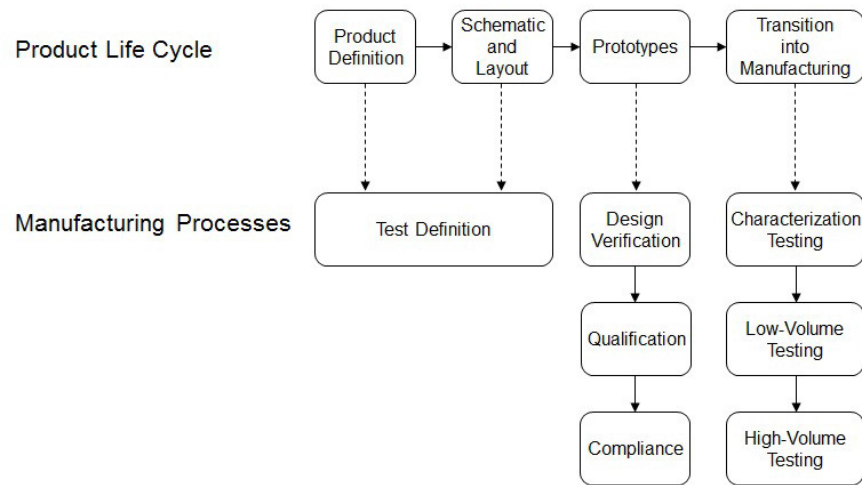 Product Life Cycle
Product
Definition
Schematic
and
Layout
Prototypes
Transition
into
Manufacturing
Manufacturing Processes
Test Definition
Design
Verification
Characterization
Testing
Qualification
Low-Volume
Testing
Compliance
High-Volume
Testing